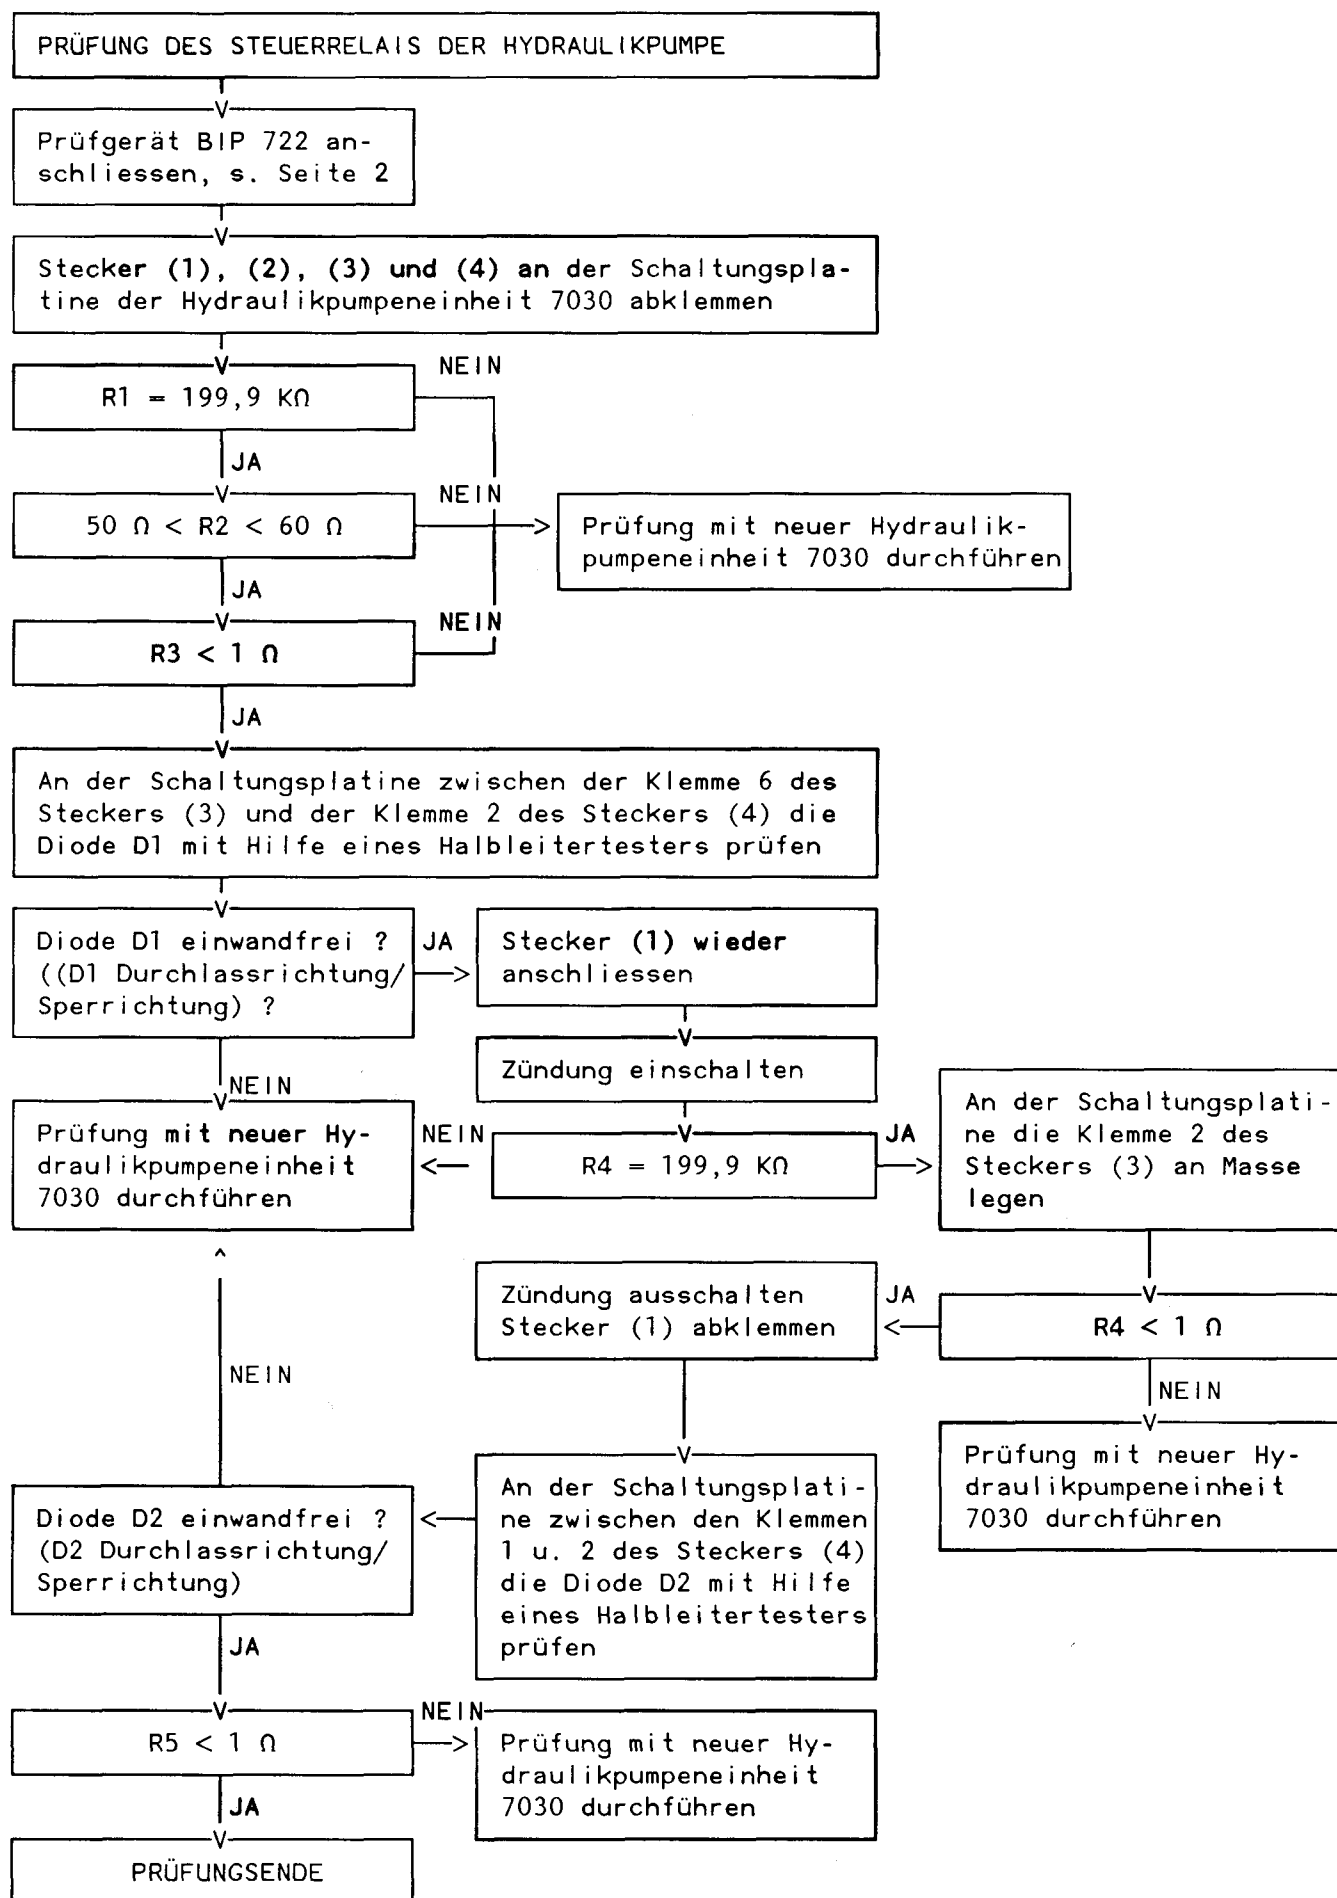 PRÜFUNG DES STEUERRELAIS DER HYDRAULIKPUMPE
Prüfgerät BIP 722 an-
schliessen, s. Seite 2
Stecker (1), (2), (3) und (4) an der Schaltungspla-
tine der Hydraulikpumpeneinheit 7030 abklemmen
R1 = 199,9 KΩ
NEIN
JA
50 Ω < R2 < 60 Ω
NEIN
Prüfung mit neuer Hydraulik-
pumpeneinheit 7030 durchführen
JA
R3 < 1 Ω
NEIN
JA
An der Schaltungsplatine zwischen der Klemme 6 des
Steckers (3) und der Klemme 2 des Steckers (4) die
Diode D1 mit Hilfe eines Halbleitertesters prüfen
Diode D1 einwandfrei ?
((D1 Durchlassrichtung/
Sperrichtung) ?
JA
Stecker (1) wieder
anschliessen
Zündung einschalten
NEIN
Prüfung mit neuer Hy-
draulikpumpeneinheit
7030 durchführen
NEIN
R4 = 199,9 KΩ
JA
An der Schaltungsplati-
ne die Klemme 2 des
Steckers (3) an Masse
legen
Zündung ausschalten
Stecker (1) abklemmen
JA
R4 < 1 Ω
NEIN
NEIN
Prüfung mit neuer Hy-
draulikpumpeneinheit
7030 durchführen
An der Schaltungsplati-
ne zwischen den Klemmen
1 u. 2 des Steckers (4)
die Diode D2 mit Hilfe
eines Halbleitertesters
prüfen
Diode D2 einwandfrei ?
(D2 Durchlassrichtung/
Sperrichtung)
JA
R5 < 1 Ω
NEIN
Prüfung mit neuer Hy-
draulikpumpeneinheit
7030 durchführen
JA
PRÜFUNGSENDE